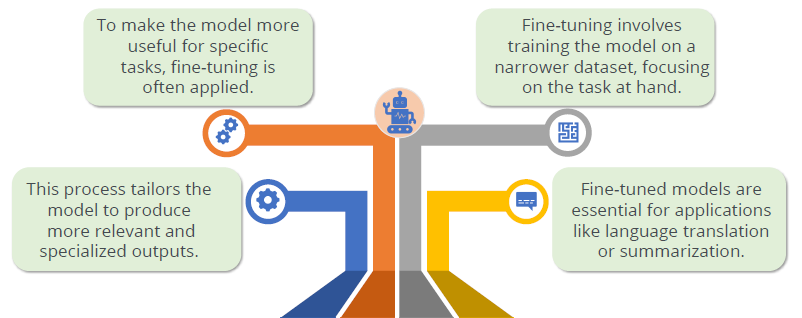 To make the model more
useful for specific
tasks, fine-tuning is
often applied.
Fine-tuning involves
training the model on a
narrower dataset, focusing
on the task at hand.
This process tailors the
model to produce
more relevant and
specialized outputs.
Fine-tuned models are
essential for applications
like language translation
or summarization.